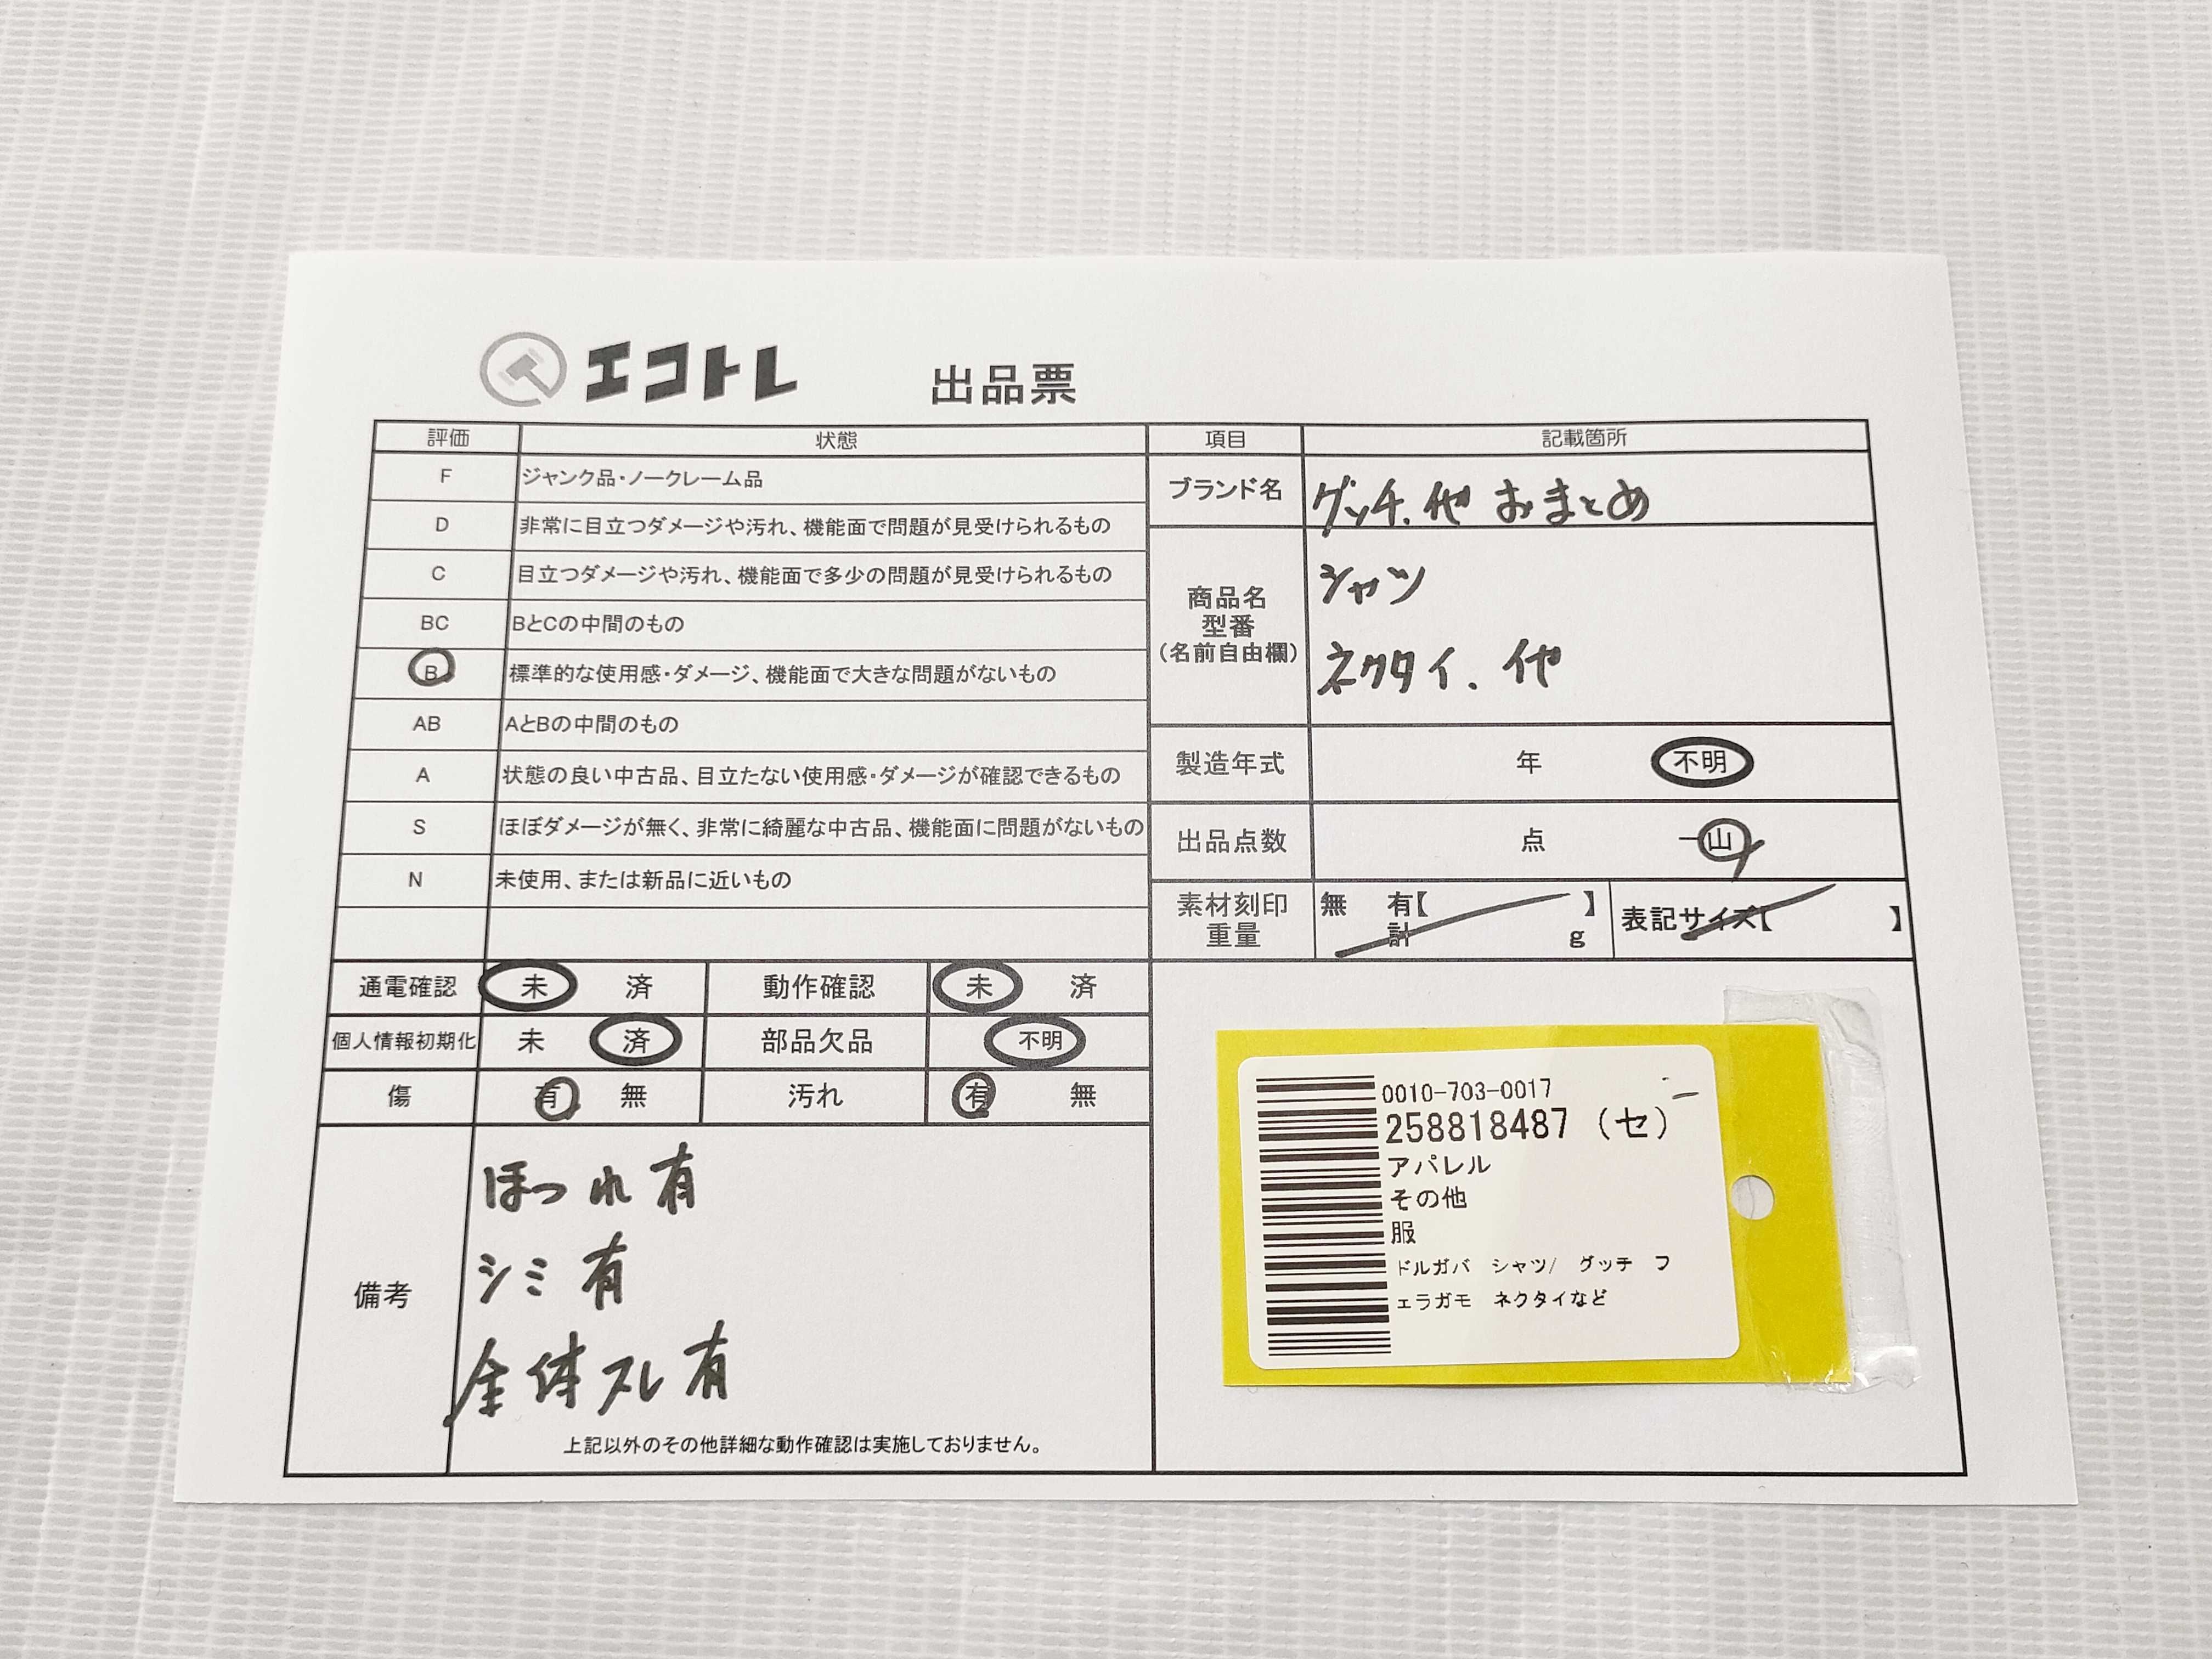 エコトレ 出品票
評価 状態
F ジャンク品・ノークレーム品
D 非常に目立つダメージや汚れ、機能面で問題が見受けられるもの
C 目立つダメージや汚れ、機能面で多少の問題が見受けられるもの
BC BとCの中間のもの
B 標準的な使用感・ダメージ、機能面で大きな問題がないもの
AB AとBの中間のもの
A 状態の良い中古品、目立たない使用感・ダメージが確認できるもの
S ほぼダメージが無く、非常に綺麗な中古品、機能面に問題がないもの
N 未使用、または新品に近いもの
通電確認 未 済 動作確認 未 済
個人情報初期化 未 済 部品欠品 不明
傷 有 無 汚れ 有 無
備考
ほつれ有
シミ有
全体スレ有
上記以外のその他詳細な動作確認は実施しておりません。
項目 記載箇所
ブランド名 グッチ.他 おまとめ
商品名
型番
(名前自由欄)
シャツ
ネクタイ.他
製造年式 年 不明
出品点数 点 一山
素材刻印 無 有【 】
重量 計 g
表記サイズ【 】
0010-703-0017
258818487 (セ)
アパレル
その他
服
ドルガバ シャツ/ グッチ フ
ェラガモ ネクタイなど